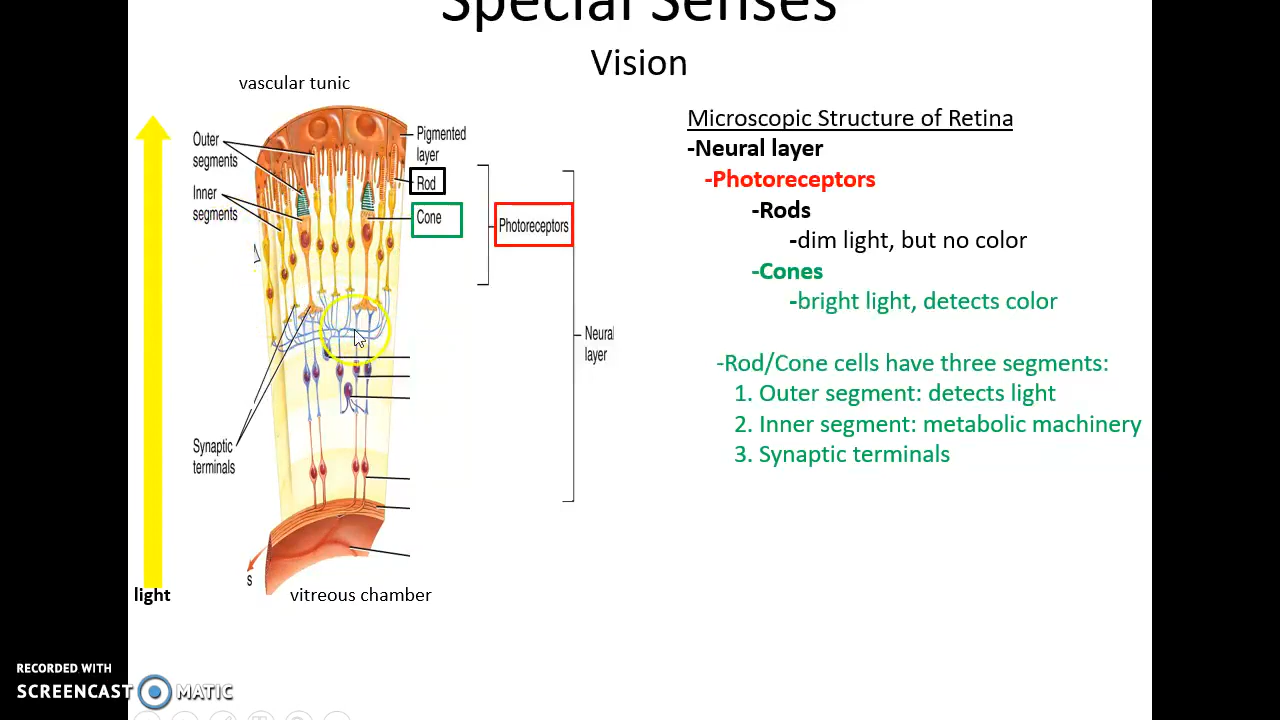 Special Senses
Vision
vascular tunic
Outer
segments
Inner
segments
Pigmented
layer
Rod
Cone
Photoreceptors
Neural
layer
Synaptic
terminals
s
light
vitreous chamber
Microscopic Structure of Retina
-Neural layer
-Photoreceptors
-Rods
-dim light, but no color
-Cones
-bright light, detects color
-Rod/Cone cells have three segments:
1. Outer segment: detects light
2. Inner segment: metabolic machinery
3. Synaptic terminals
RECORDED WITH
SCREENCAST MATIC